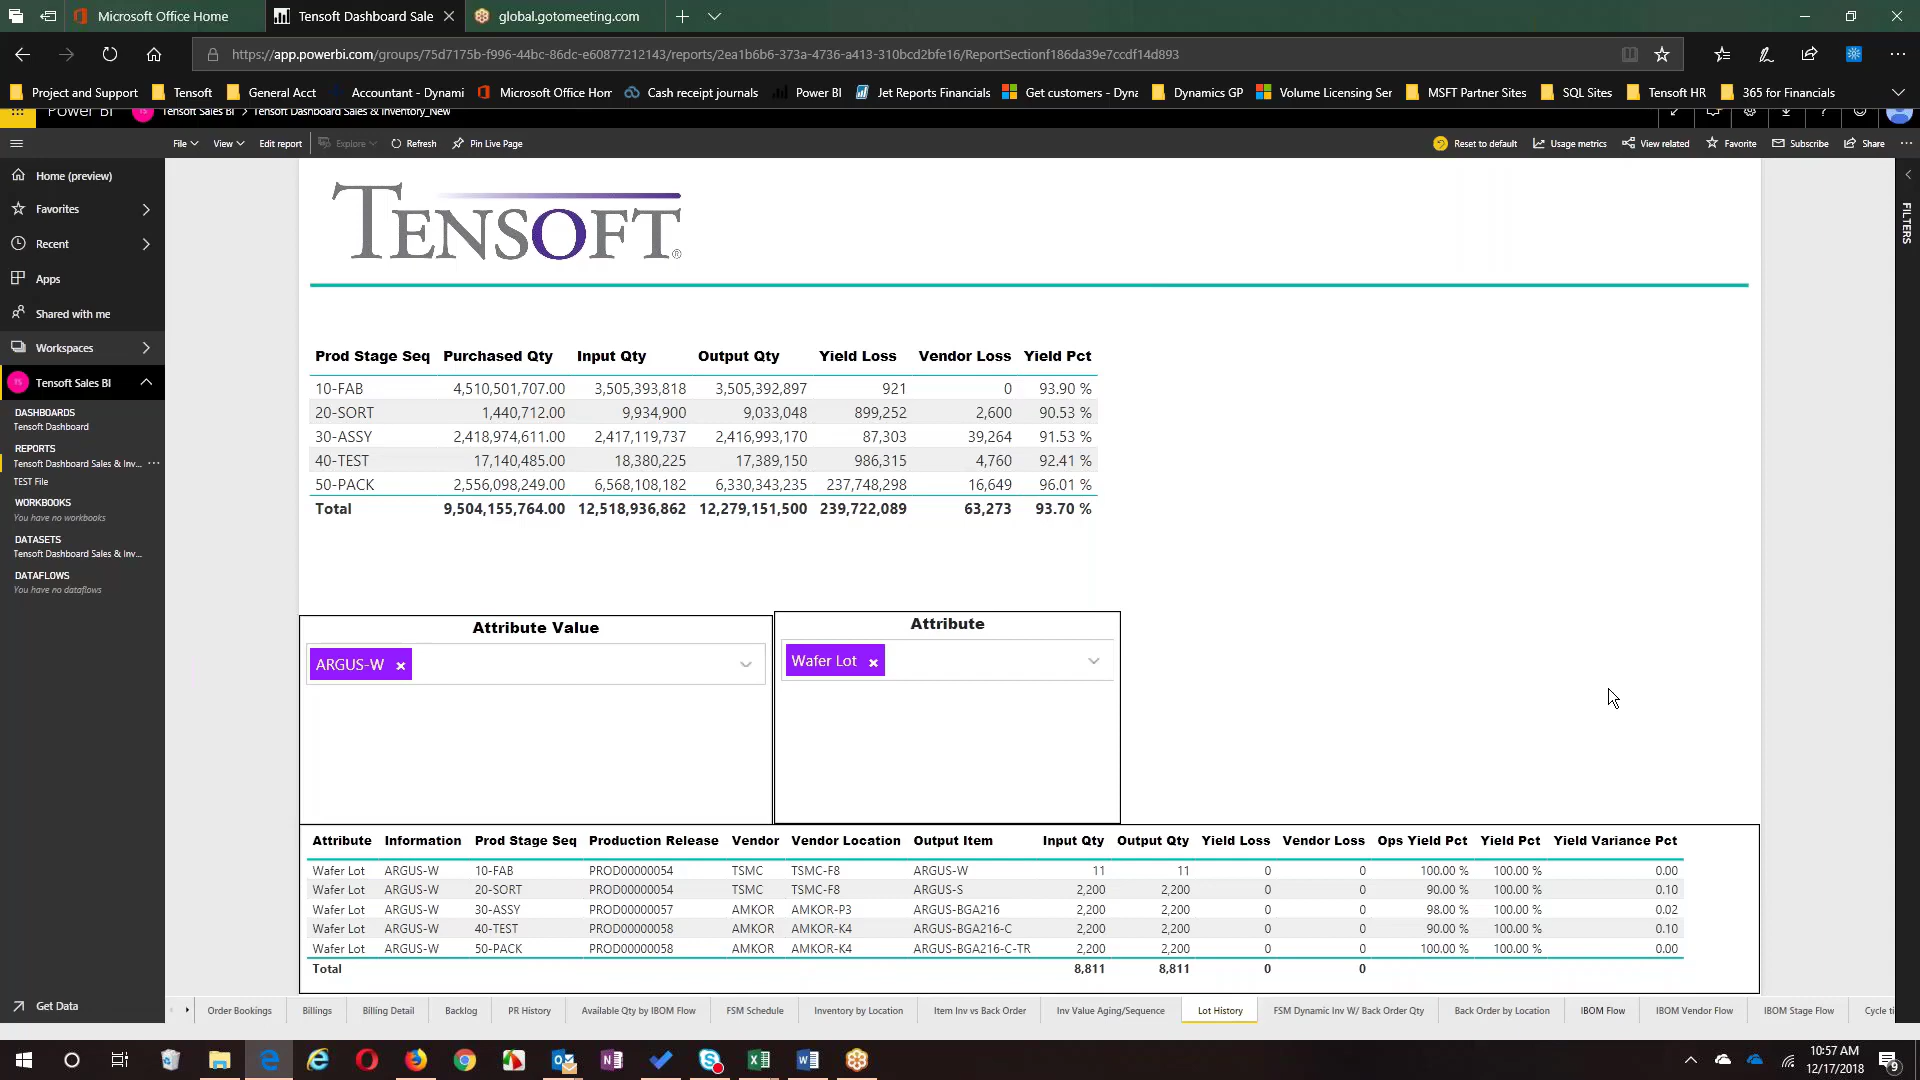 Microsoft Office Home
Tensoft Dashboard Sale
global.gotomeeting.com
https://app.powerbi.com/groups/75d7175b-f996-44bc-86dc-e60877212143/reports/2ea1b6b6-373a-4736-a413-310bcd2bfe16/ReportSectionf186da39e7ccdf14d893
Project and Support
Tensoft
General Acct
Accountant - Dynami
Microsoft Office Hom
Cash receipt journals
Power BI
Jet Reports Financials
Get customers - Dyna
Dynamics GP
Volume Licensing Ser
MSFT Partner Sites
SQL Sites
Tensoft HR
365 for Financials
Power BI
TS
Tensoft Sales BI > Tensoft Dashboard Sales & Inventory_New
File
View
Edit report
Explore
Refresh
Pin Live Page
Reset to default
Usage metrics
View related
Favorite
Subscribe
Share
Home (preview)
Favorites
Recent
Apps
Shared with me
Workspaces
TS Tensoft Sales BI
DASHBOARDS
Tensoft Dashboard
REPORTS
Tensoft Dashboard Sales & Inv...
TEST File
WORKBOOKS
You have no workbooks
DATASETS
Tensoft Dashboard Sales & Inv...
DATAFLOWS
You have no dataflows
Get Data
FILTERS
TENSOFT®
Prod Stage Seq Purchased Qty Input Qty Output Qty Yield Loss Vendor Loss Yield Pct
10-FAB 4,510,501,707.00 3,505,393,818 3,505,392,897 921 0 93.90 %
20-SORT 1,440,712.00 9,934,900 9,033,048 899,252 2,600 90.53 %
30-ASSY 2,418,974,611.00 2,417,119,737 2,416,993,170 87,303 39,264 91.53 %
40-TEST 17,140,485.00 18,380,225 17,389,150 986,315 4,760 92.41 %
50-PACK 2,556,098,249.00 6,568,108,182 6,330,343,235 237,748,298 16,649 96.01 %
Total 9,504,155,764.00 12,518,936,862 12,279,151,500 239,722,089 63,273 93.70 %
Attribute Value
ARGUS-W ×
Attribute
Wafer Lot ×
Attribute Information Prod Stage Seq Production Release Vendor Vendor Location Output Item Input Qty Output Qty Yield Loss Vendor Loss Ops Yield Pct Yield Pct Yield Variance Pct
Wafer Lot ARGUS-W 10-FAB PROD00000054 TSMC TSMC-F8 ARGUS-W 11 11 0 0 100.00 % 100.00 % 0.00
Wafer Lot ARGUS-W 20-SORT PROD00000054 TSMC TSMC-F8 ARGUS-S 2,200 2,200 0 0 90.00 % 100.00 % 0.10
Wafer Lot ARGUS-W 30-ASSY PROD00000057 AMKOR AMKOR-P3 ARGUS-BGA216 2,200 2,200 0 0 98.00 % 100.00 % 0.02
Wafer Lot ARGUS-W 40-TEST PROD00000058 AMKOR AMKOR-K4 ARGUS-BGA216-C 2,200 2,200 0 0 90.00 % 100.00 % 0.10
Wafer Lot ARGUS-W 50-PACK PROD00000058 AMKOR AMKOR-K4 ARGUS-BGA216-C-TR 2,200 2,200 0 0 100.00 % 100.00 % 0.00
Total 8,811 8,811 0 0
Order Bookings
Billings
Billing Detail
Backlog
PR History
Available Qty by IBOM Flow
FSM Schedule
Inventory by Location
Item Inv vs Back Order
Inv Value Aging/Sequence
Lot History
FSM Dynamic Inv W/ Back Order Qty
Back Order by Location
IBOM Flow
IBOM Vendor Flow
IBOM Stage Flow
Cycle ti
10:57 AM
12/17/2018
9